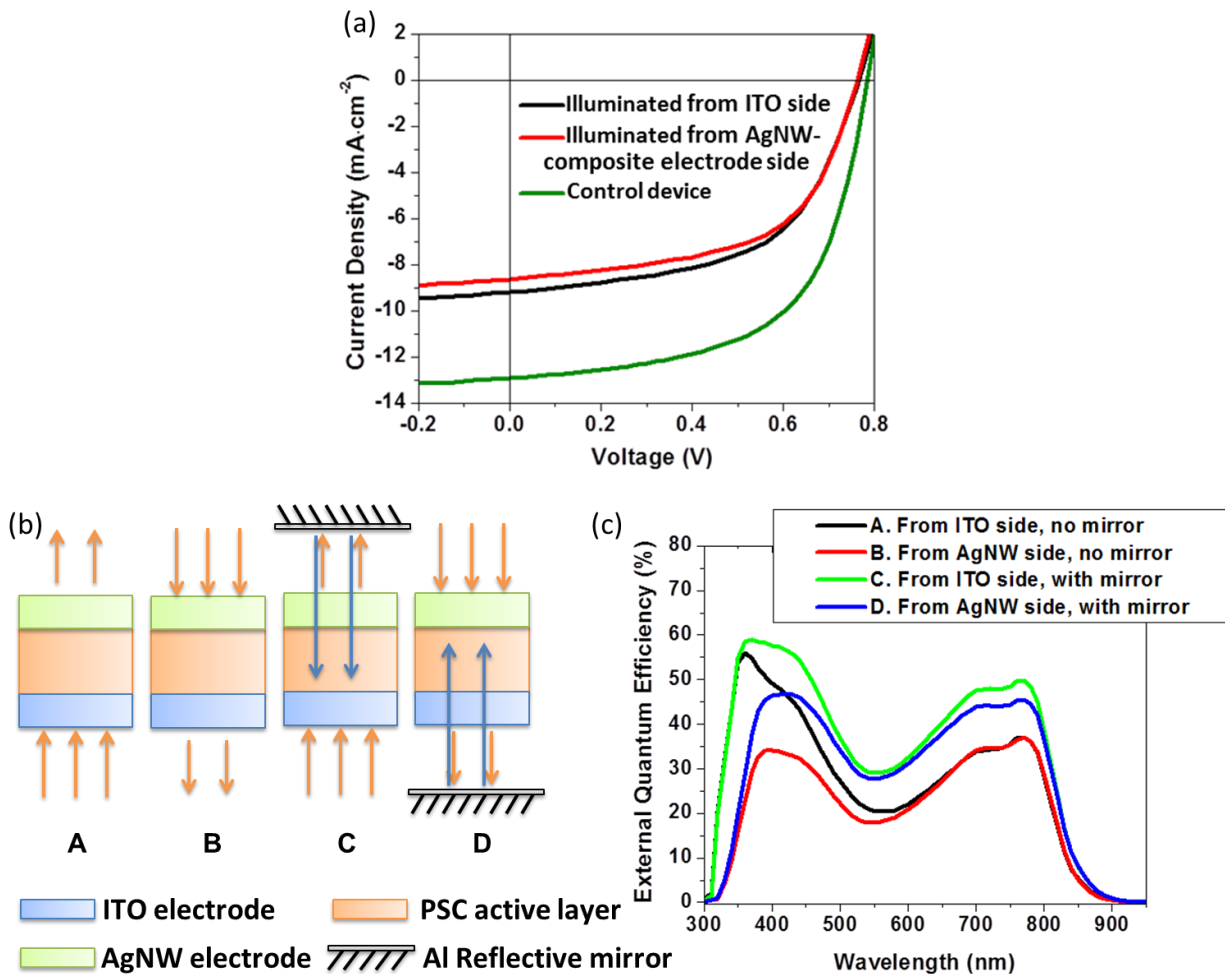 (a)
2
0
-2
-4
-6
-8
-10
-12
-14
Current Density (mA·cm⁻²)
Illuminated from ITO side
Illuminated from AgNW-
composite electrode side
Control device
-0.2
0.0
0.2
0.4
0.6
0.8
Voltage (V)
(b)
A
B
C
D
ITO electrode
PSC active layer
AgNW electrode
Al Reflective mirror
(c)
A. From ITO side, no mirror
B. From AgNW side, no mirror
C. From ITO side, with mirror
D. From AgNW side, with mirror
80
70
60
50
40
30
20
10
0
External Quantum Efficiency (%)
300
400
500
600
700
800
900
Wavelength (nm)